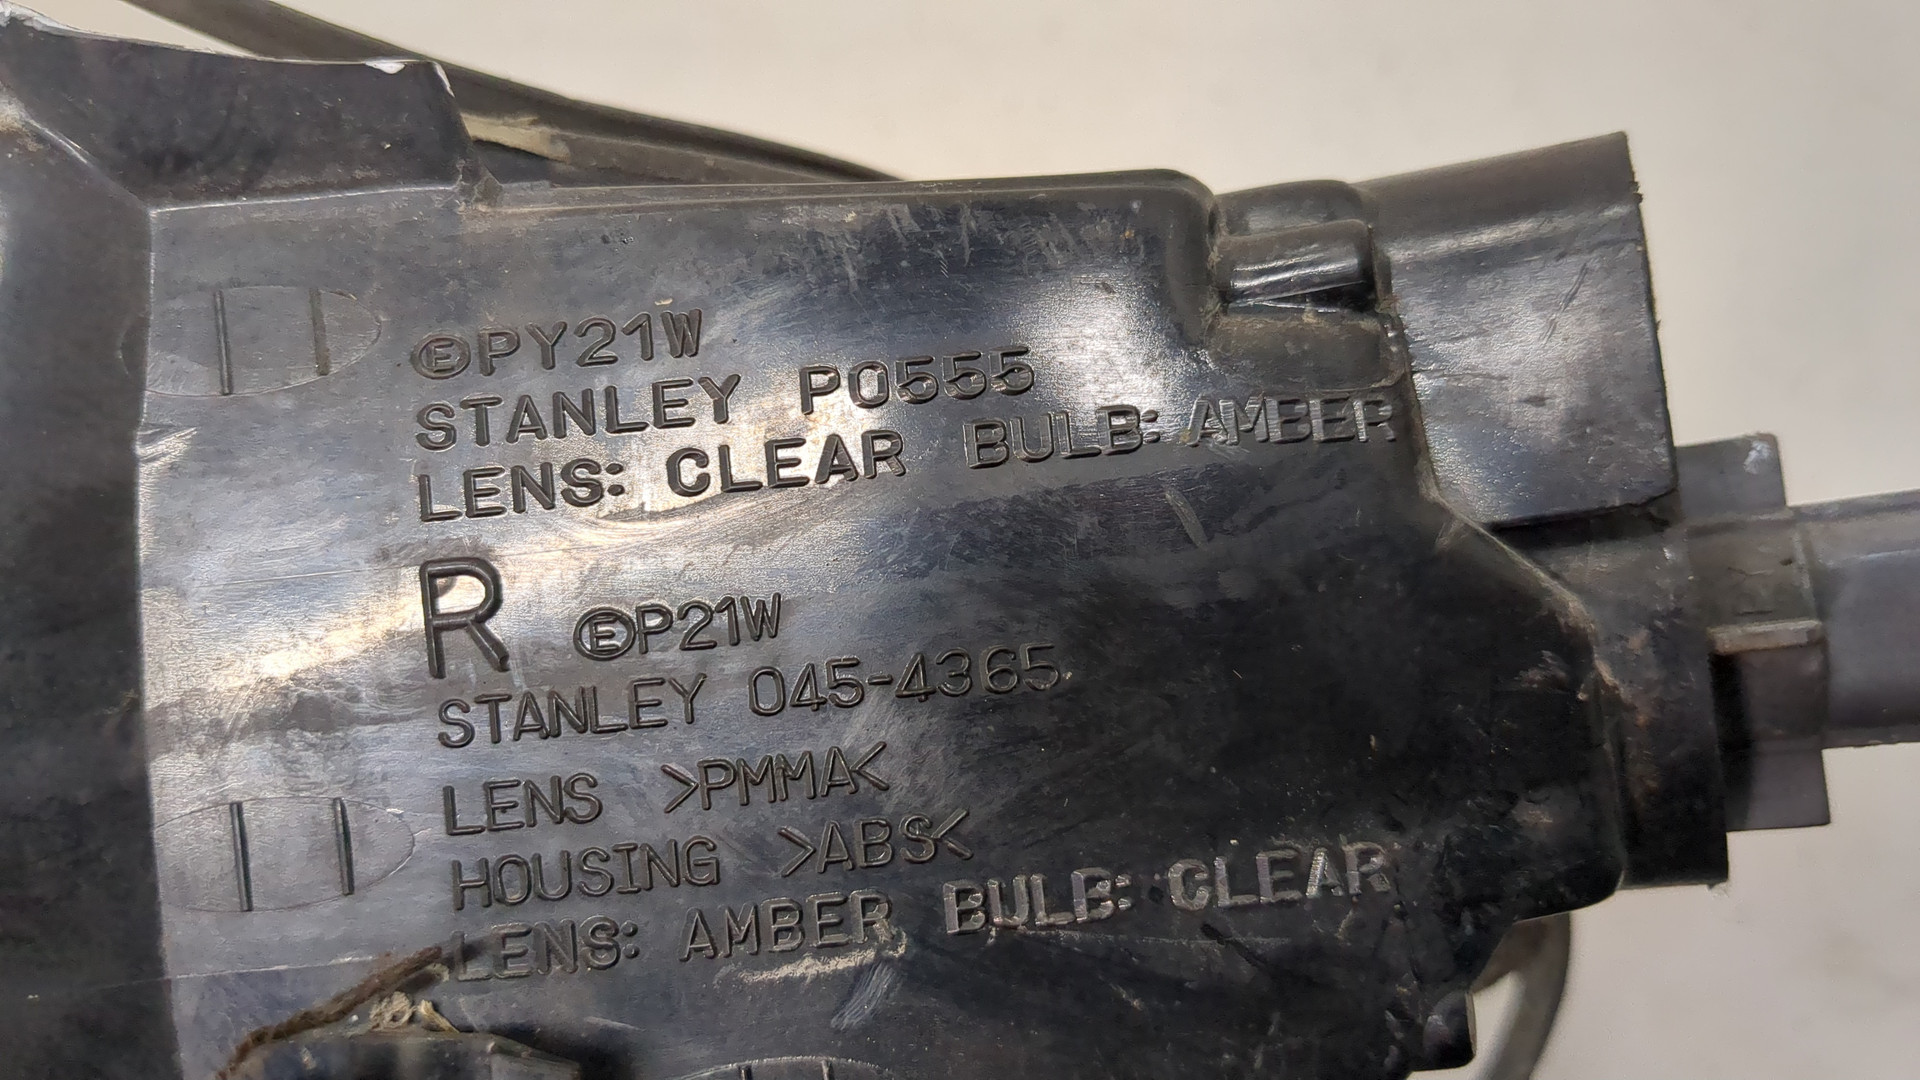 ⒺPY21W
STANLEY P0555
LENS: CLEAR BULB: AMBER
R ⒺP21W
STANLEY 045-4365
LENS >PMMA<
HOUSING >ABS<
LENS: AMBER BULB: CLEAR